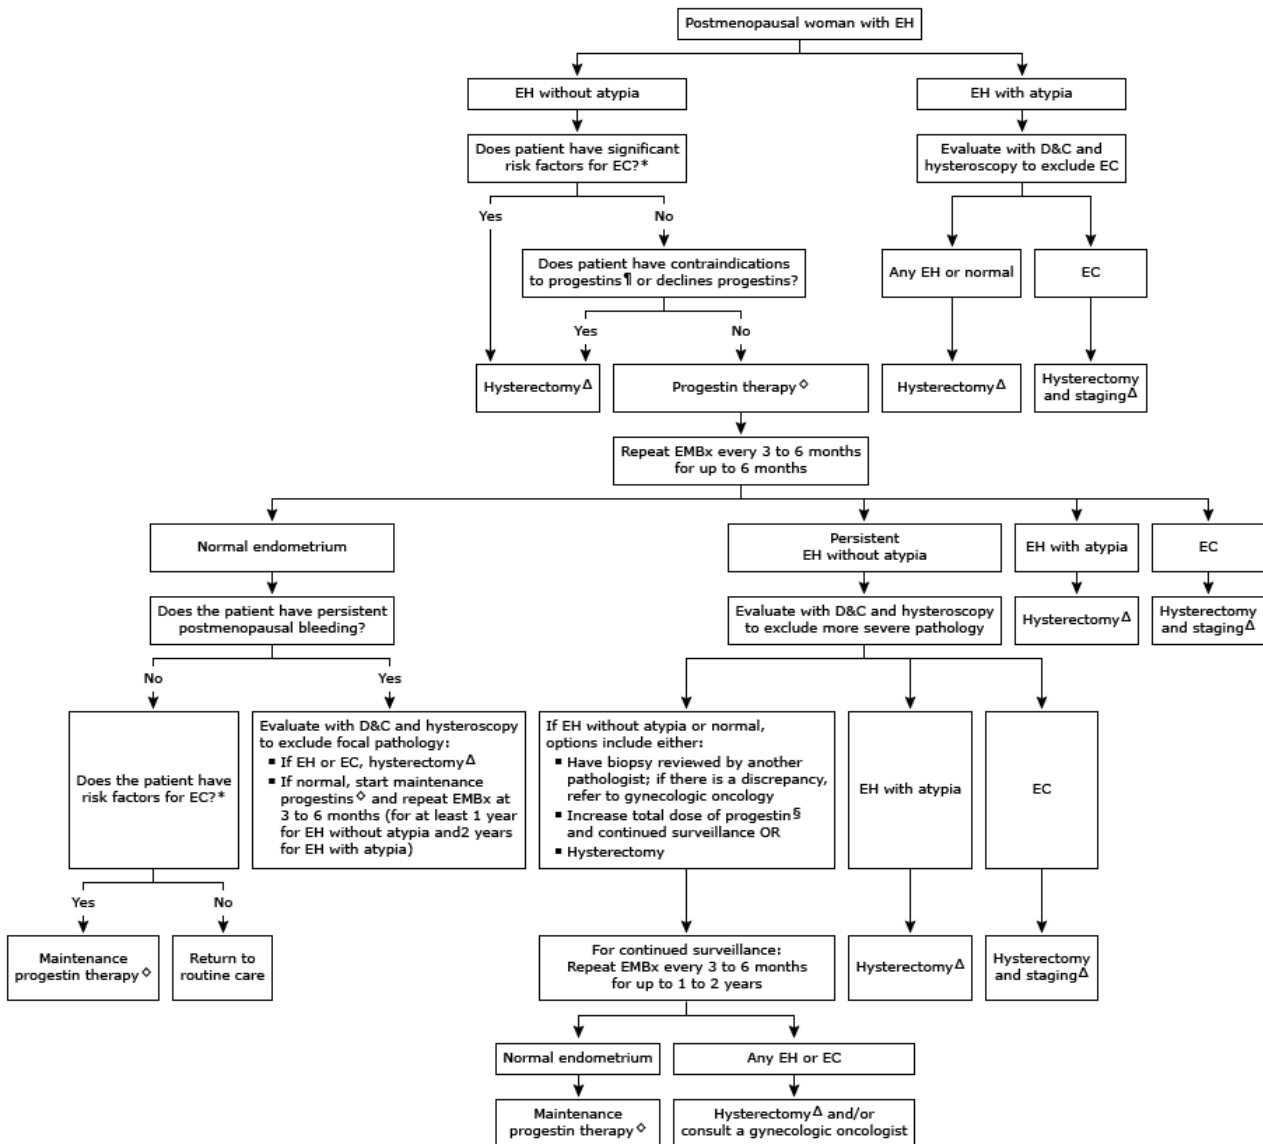 Postmenopausal woman with EH
EH without atypia
EH with atypia
Does patient have significant
risk factors for EC?*
Evaluate with D&C and
hysteroscopy to exclude EC
Yes
No
Does patient have contraindications
to progestins¶ or declines progestins?
Any EH or normal
EC
Yes
No
HysterectomyΔ
Progestin therapy◇
HysterectomyΔ
Hysterectomy
and stagingΔ
Repeat EMBx every 3 to 6 months
for up to 6 months
Normal endometrium
Persistent
EH without atypia
EH with atypia
EC
Does the patient have persistent
postmenopausal bleeding?
Evaluate with D&C and hysteroscopy
to exclude more severe pathology
HysterectomyΔ
Hysterectomy
and stagingΔ
No
Yes
Does the patient have
risk factors for EC?*
Evaluate with D&C and hysteroscopy
to exclude focal pathology:
▪ If EH or EC, hysterectomyΔ
▪ If normal, start maintenance
progestins◇ and repeat EMBx at
3 to 6 months (for at least 1 year
for EH without atypia and2 years
for EH with atypia)
If EH without atypia or normal,
options include either:
▪ Have biopsy reviewed by another
pathologist; if there is a discrepancy,
refer to gynecologic oncology
▪ Increase total dose of progestin§
and continued surveillance OR
▪ Hysterectomy
EH with atypia
EC
Yes
No
Maintenance
progestin therapy◇
Return to
routine care
For continued surveillance:
Repeat EMBx every 3 to 6 months
for up to 1 to 2 years
HysterectomyΔ
Hysterectomy
and stagingΔ
Normal endometrium
Any EH or EC
Maintenance
progestin therapy◇
HysterectomyΔ and/or
consult a gynecologic oncologist